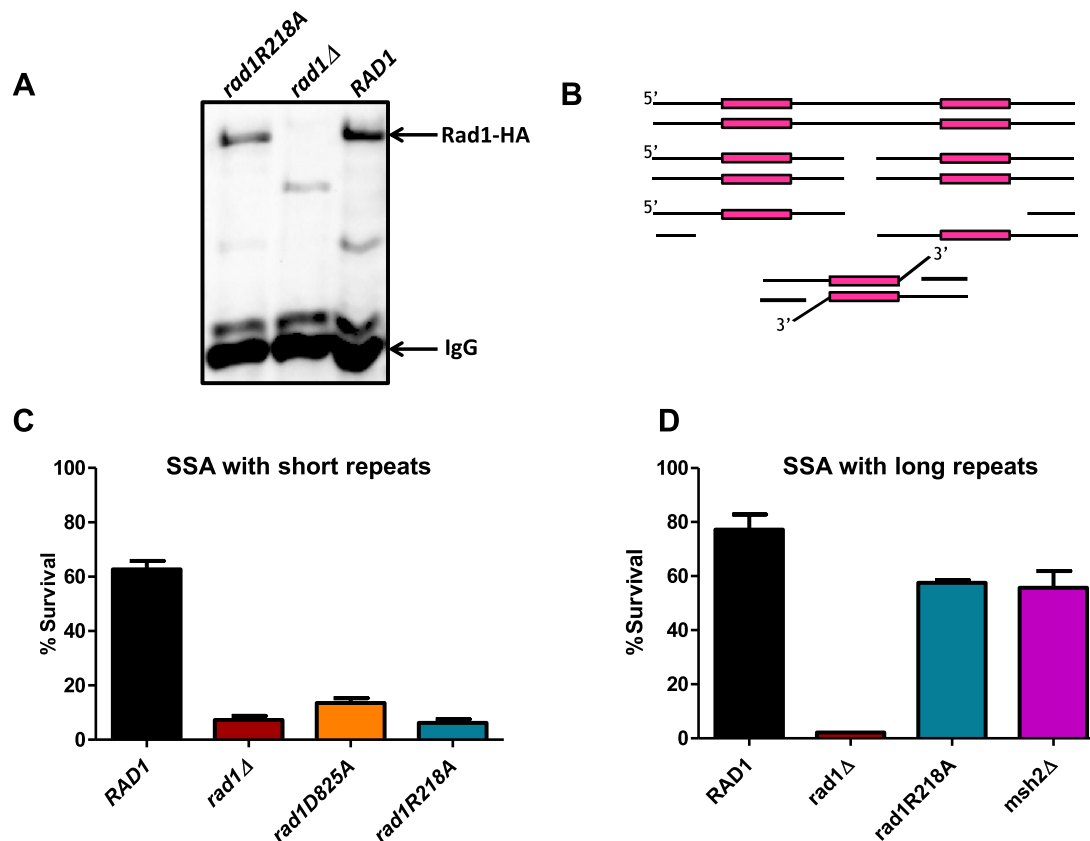 A
rad1R218A
rad1Δ
RAD1
Rad1-HA
IgG
B
5’
5’
5’
3’
3’
C
SSA with short repeats
% Survival
100
80
60
40
20
0
RAD1
rad1Δ
rad1D825A
rad1R218A
D
SSA with long repeats
%Survival
100
80
60
40
20
0
RAD1
rad1Δ
rad1R218A
msh2Δ